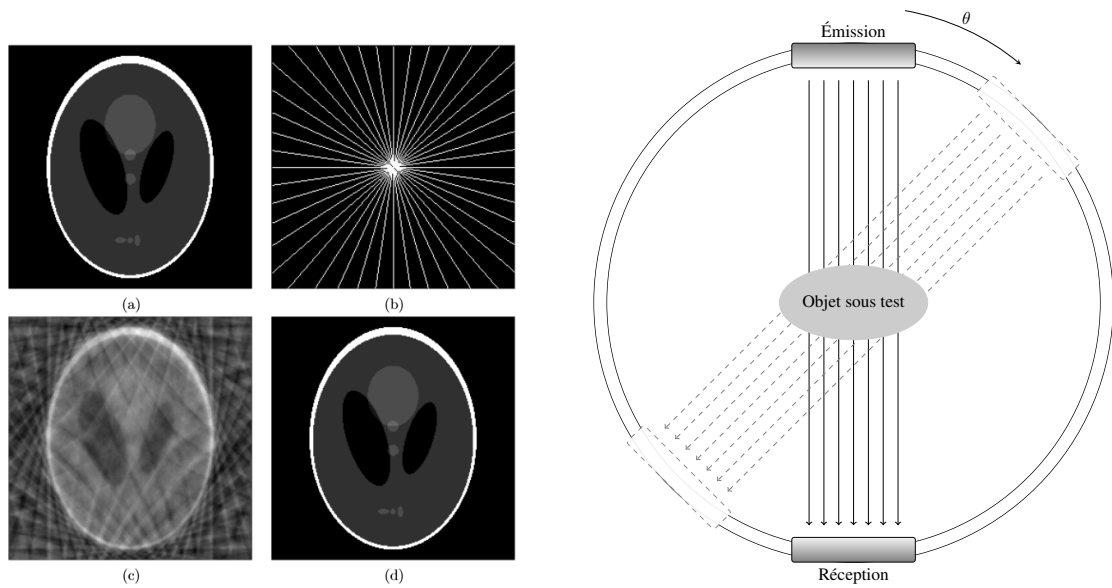 (a)
(b)
(c)
(d)
Émission
θ
Objet sous test
Réception